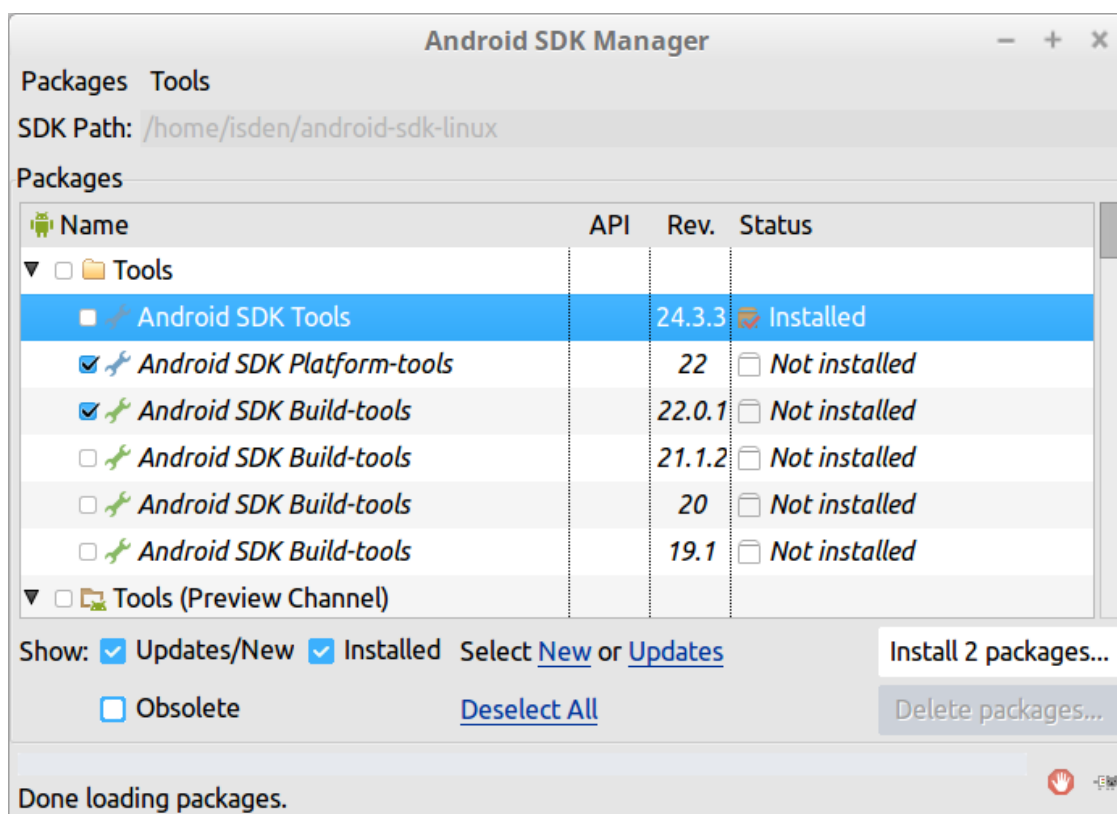 Android SDK Manager
Packages Tools
SDK Path: /home/isden/android-sdk-linux
Packages
Name API Rev. Status
Tools
Android SDK Tools 24.3.3 Installed
Android SDK Platform-tools 22 Not installed
Android SDK Build-tools 22.0.1 Not installed
Android SDK Build-tools 21.1.2 Not installed
Android SDK Build-tools 20 Not installed
Android SDK Build-tools 19.1 Not installed
Tools (Preview Channel)
Show: Updates/New Installed Select New or Updates Install 2 packages...
Obsolete Deselect All Delete packages...
Done loading packages.